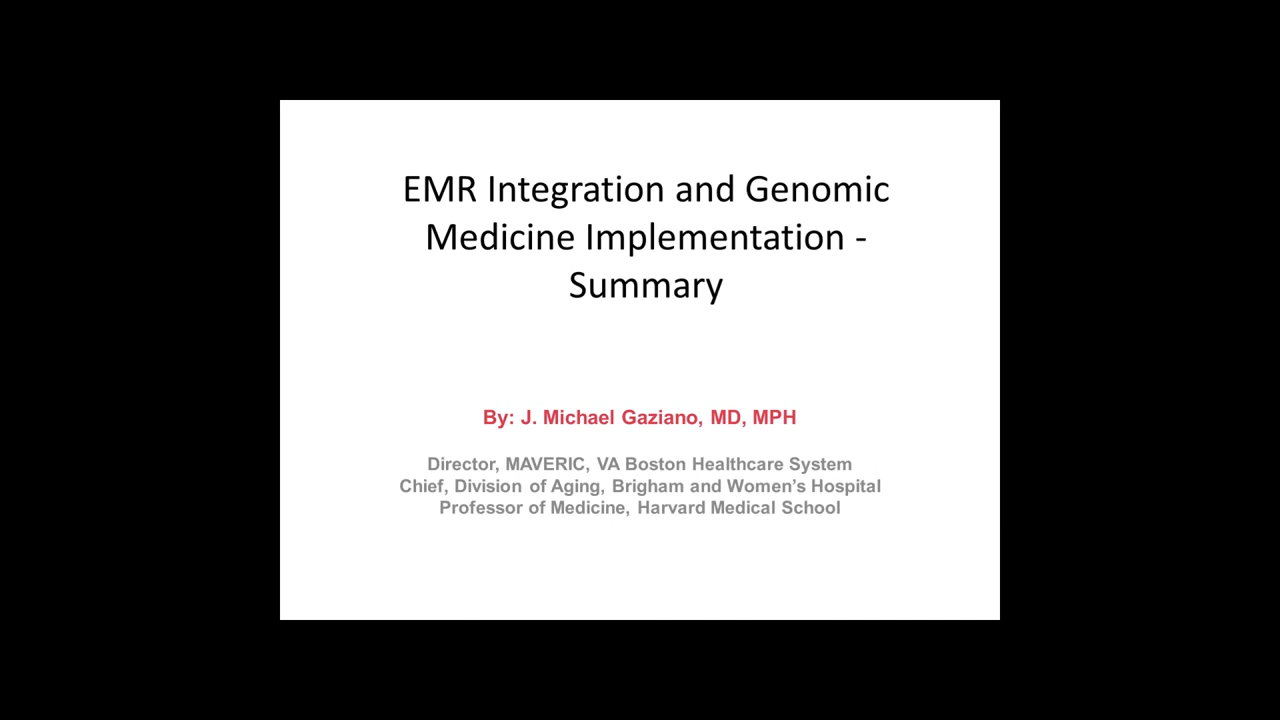 EMR Integration and Genomic
Medicine Implementation -
Summary
By: J. Michael Gaziano, MD, MPH
Director, MAVERIC, VA Boston Healthcare System
Chief, Division of Aging, Brigham and Women’s Hospital
Professor of Medicine, Harvard Medical School